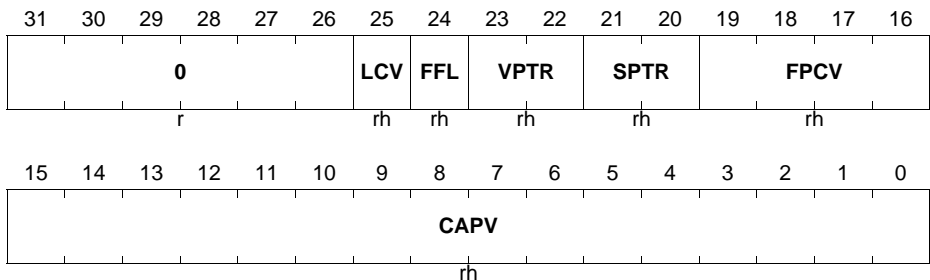 31 30 29 28 27 26 25 24 23 22 21 20 19 18 17 16
0 LCV FFL VPTR SPTR FPCV
r rh rh rh rh rh
15 14 13 12 11 10 9 8 7 6 5 4 3 2 1 0
CAPV
rh